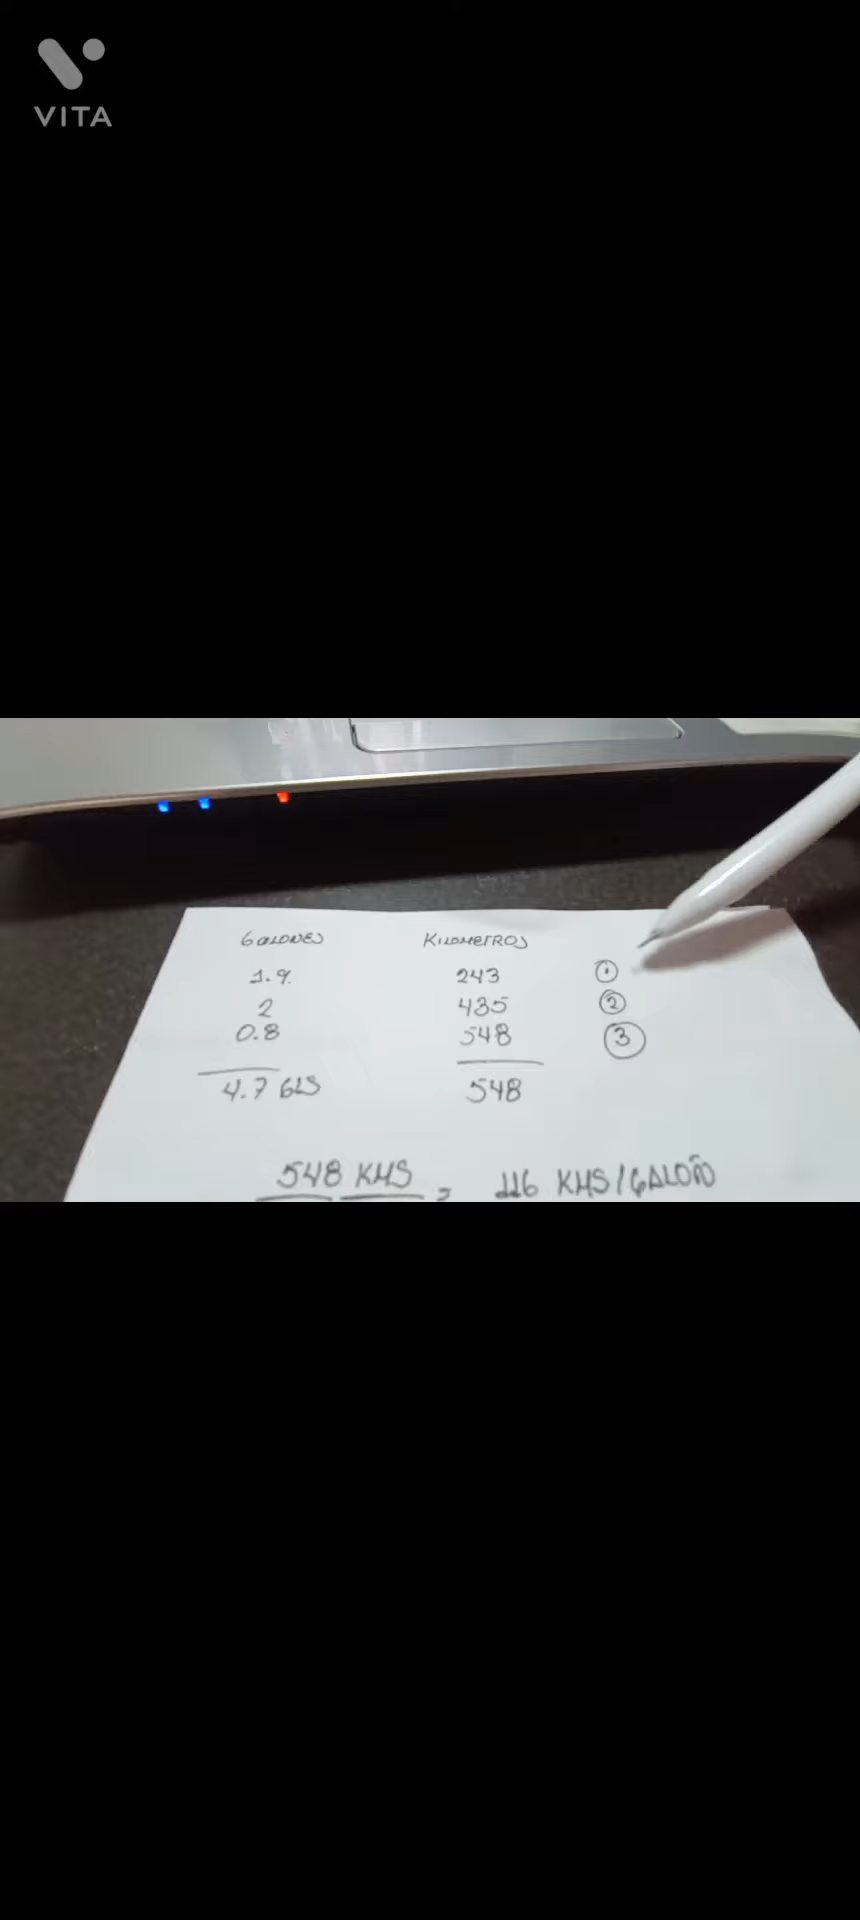 VITA
GALONES KILOMETROS
1.9 243 1
2 435 2
0.8 548 3
4.7 GLS 548
548 KMS = 116 KMS/GALON